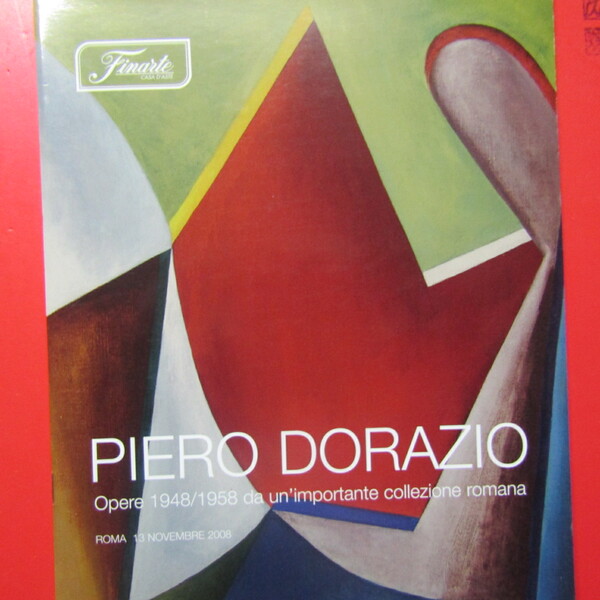 Finarte
CASA D'ASTE
PIERO DORAZIO
Opere 1948/1958 da un'importante collezione romana
ROMA 13 NOVEMBRE 2008